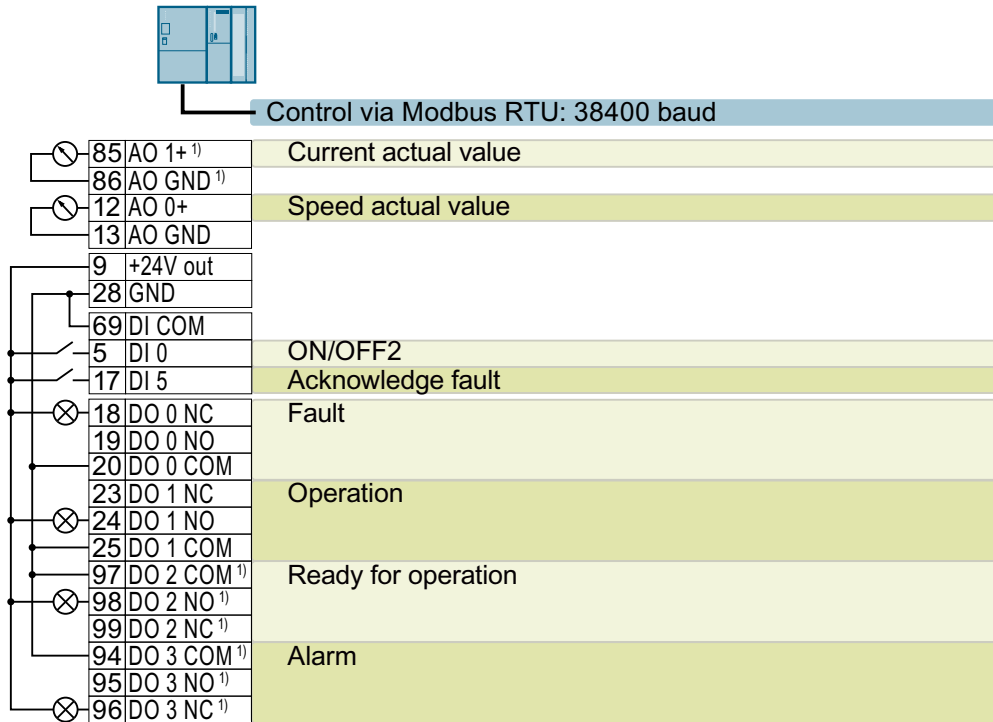 Control via Modbus RTU: 38400 baud
85 AO 1+ 1) Current actual value
86 AO GND 1)
12 AO 0+ Speed actual value
13 AO GND
9 +24V out
28 GND
69 DI COM
5 DI 0 ON/OFF2
17 DI 5 Acknowledge fault
18 DO 0 NC Fault
19 DO 0 NO
20 DO 0 COM
23 DO 1 NC Operation
24 DO 1 NO
25 DO 1 COM
97 DO 2 COM 1) Ready for operation
98 DO 2 NO 1)
99 DO 2 NC 1)
94 DO 3 COM 1) Alarm
95 DO 3 NO 1)
96 DO 3 NC 1)